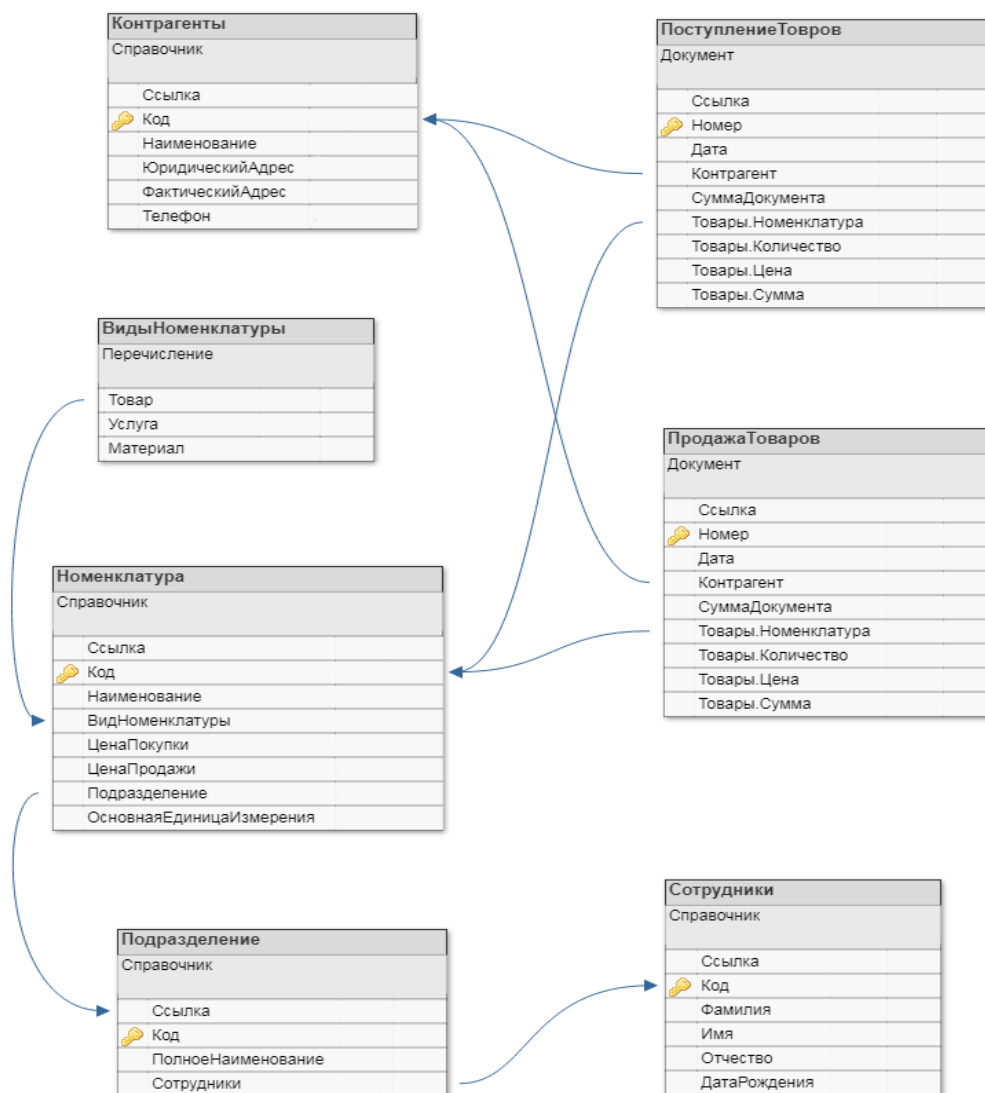 Контрагенты
Справочник
Ссылка
Код
Наименование
ЮридическийАдрес
ФактическийАдрес
Телефон
ПоступлениеТовров
Документ
Ссылка
Номер
Дата
Контрагент
СуммаДокумента
Товары.Номенклатура
Товары.Количество
Товары.Цена
Товары.Сумма
ВидыНоменклатуры
Перечисление
Товар
Услуга
Материал
ПродажаТоваров
Документ
Ссылка
Номер
Дата
Контрагент
СуммаДокумента
Товары.Номенклатура
Товары.Количество
Товары.Цена
Товары.Сумма
Номенклатура
Справочник
Ссылка
Код
Наименование
ВидНоменклатуры
ЦенаПокупки
ЦенаПродажи
Подразделение
ОсновнаяЕдиницаИзмерения
Подразделение
Справочник
Ссылка
Код
ПолноеНаименование
Сотрудники
Сотрудники
Справочник
Ссылка
Код
Фамилия
Имя
Отчество
ДатаРождения